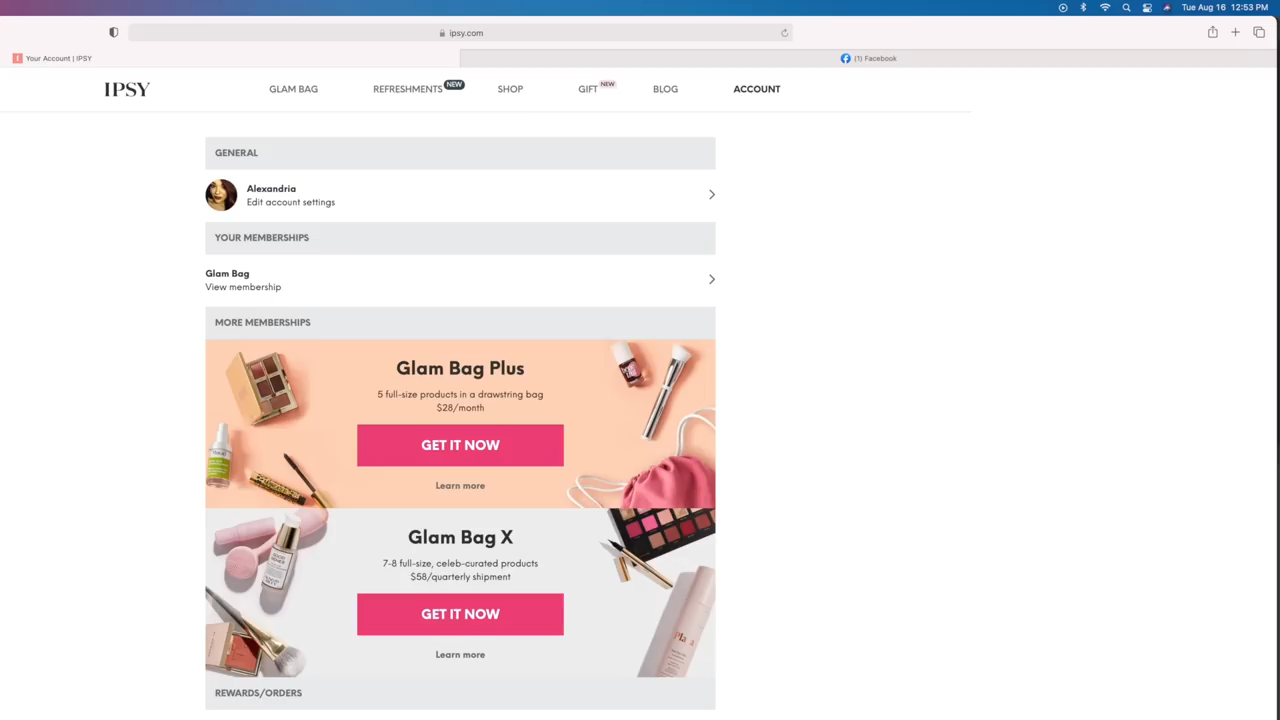 Tue Aug 16 12:53 PM
ipsy.com
Your Account | IPSY
(1) Facebook
IPSY
GLAM BAG
REFRESHMENTS NEW
SHOP
GIFT NEW
BLOG
ACCOUNT
GENERAL
Alexandria
Edit account settings
YOUR MEMBERSHIPS
Glam Bag
View membership
MORE MEMBERSHIPS
Glam Bag Plus
5 full-size products in a drawstring bag
$28/month
GET IT NOW
Learn more
Glam Bag X
7-8 full-size, celeb-curated products
$58/quarterly shipment
GET IT NOW
Learn more
REWARDS/ORDERS